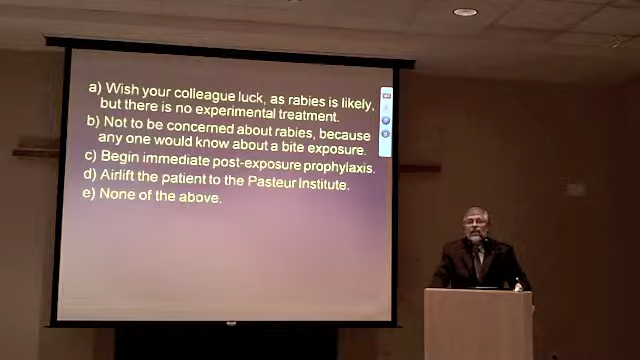 a) Wish your colleague luck, as rabies is likely,
but there is no experimental treatment.
b) Not to be concerned about rabies, because
any one would know about a bite exposure.
c) Begin immediate post-exposure prophylaxis.
d) Airlift the patient to the Pasteur Institute.
e) None of the above.